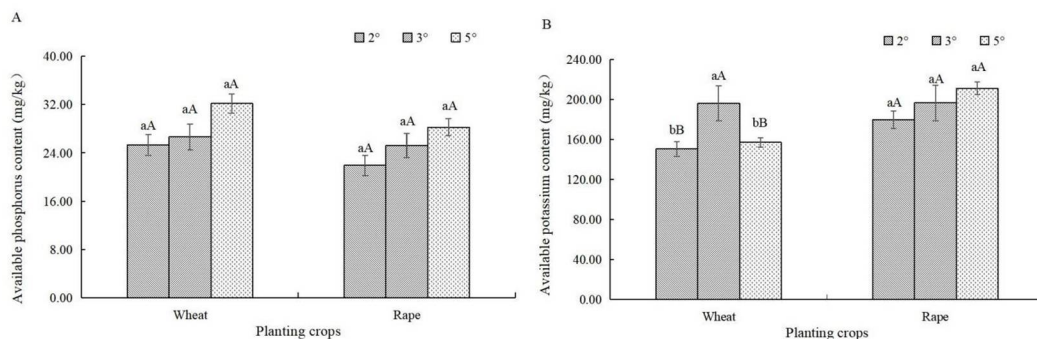 A
2° 3° 5°
40.00
32.00
24.00
16.00
8.00
0.00
Available phosphorus content (mg/kg）
aA
aA
aA
aA
aA
aA
Wheat Rape
Planting crops
B
2° 3° 5°
240.00
200.00
160.00
120.00
80.00
40.00
0.00
Available potassium content (mg/kg）
bB
aA
bB
aA
aA
aA
Wheat Rape
Planting crops